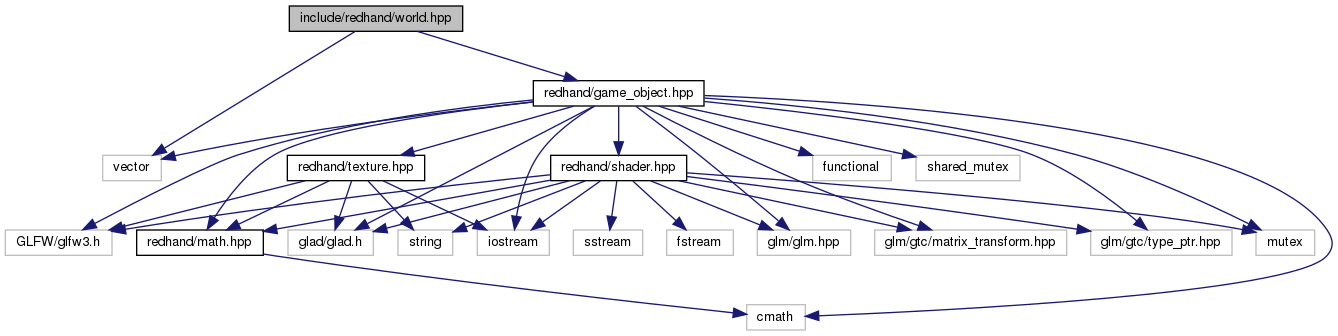 include/redhand/world.hpp
redhand/game_object.hpp
vector
redhand/texture.hpp
redhand/shader.hpp
functional
shared_mutex
GLFW/glfw3.h
redhand/math.hpp
glad/glad.h
string
iostream
sstream
fstream
glm/glm.hpp
glm/gtc/matrix_transform.hpp
glm/gtc/type_ptr.hpp
mutex
cmath